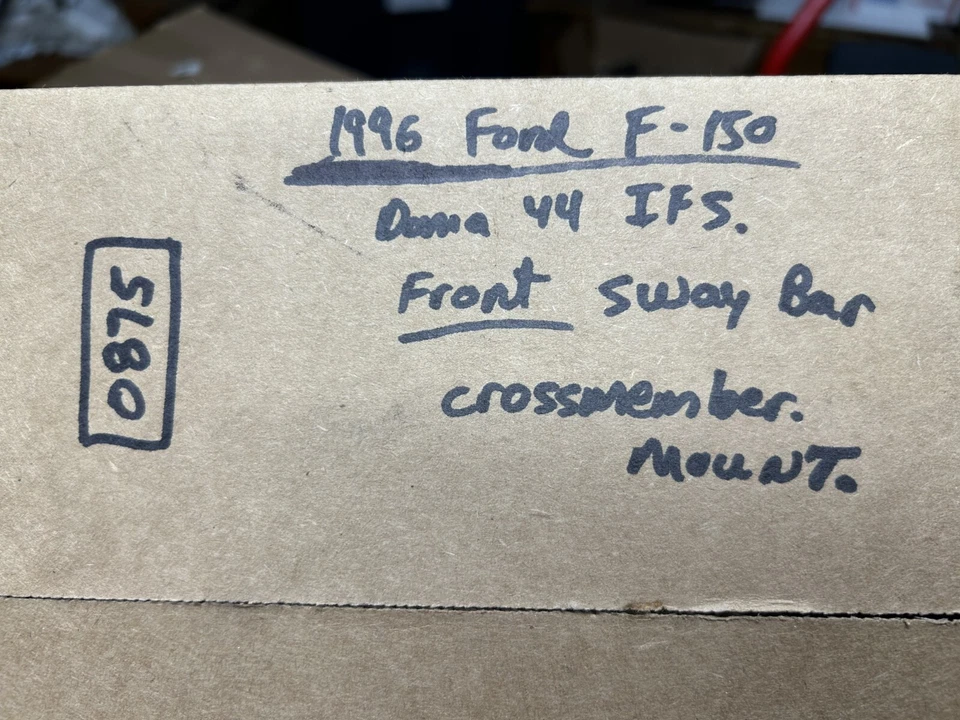 1996 Ford F-150
Dana 44 IFS.
Front Sway Bar
crossmember.
MOUNT.
0875